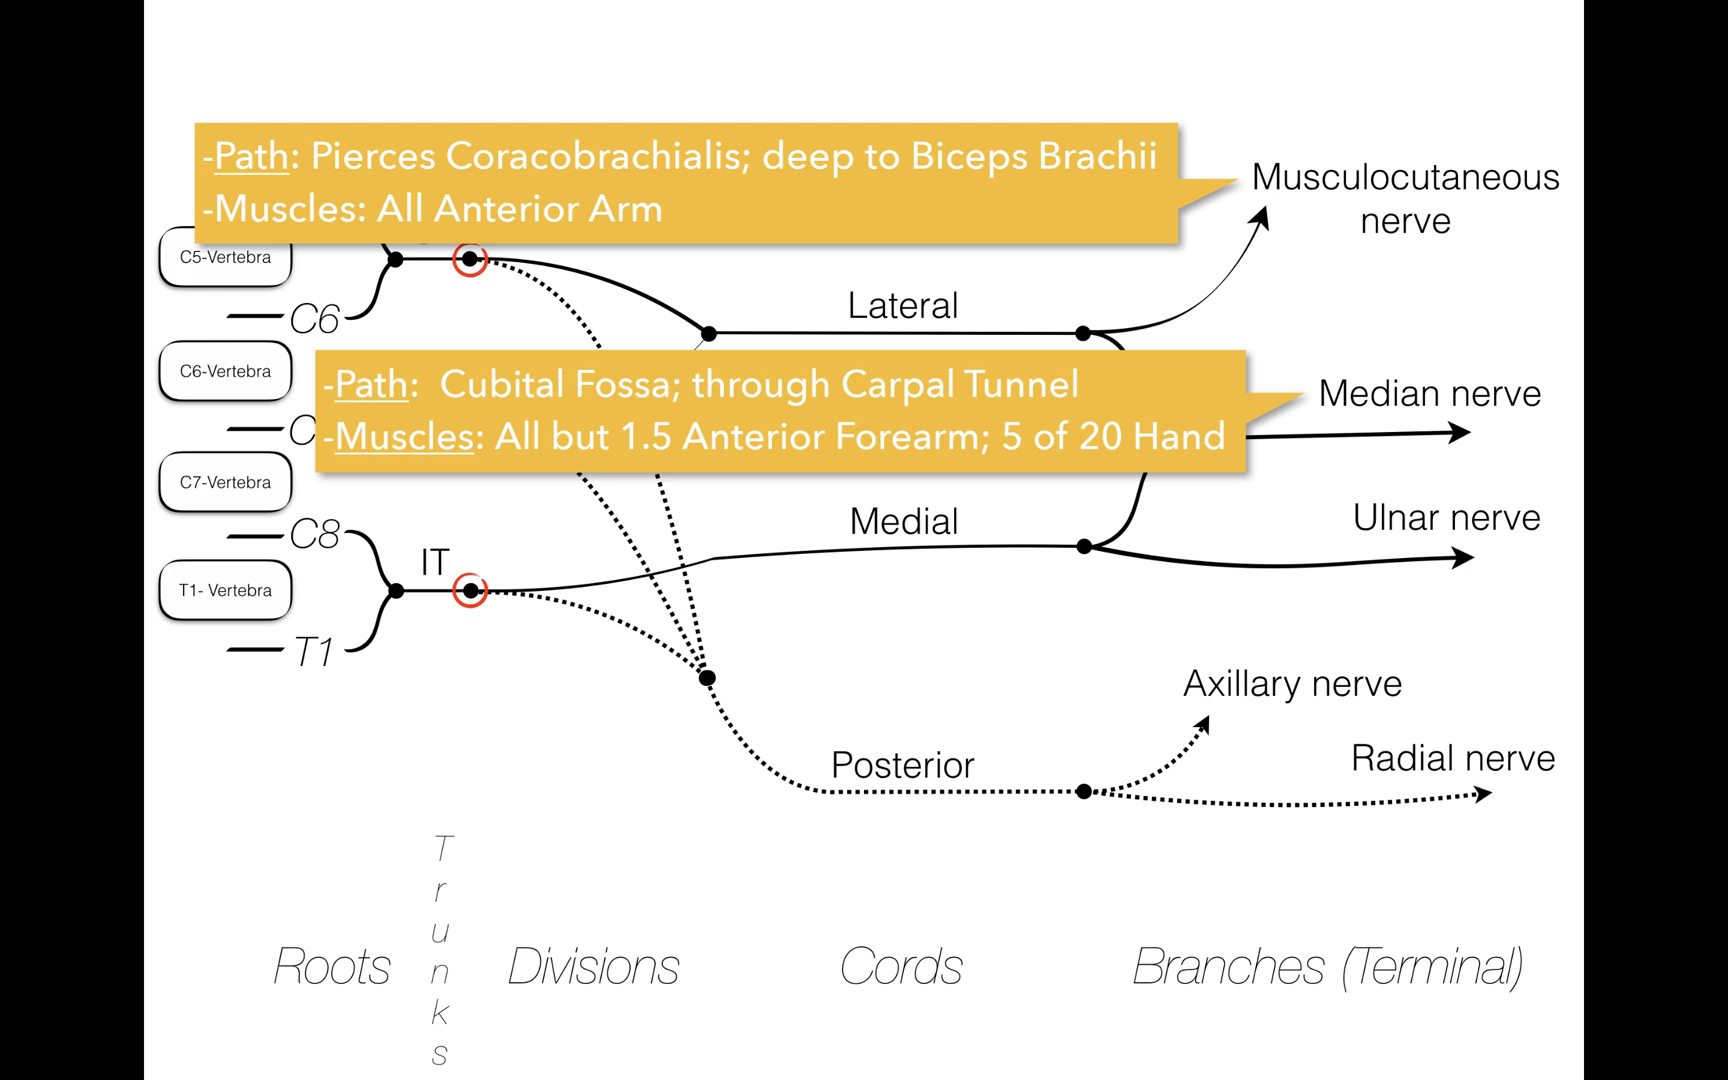 -Path: Pierces Coracobrachialis; deep to Biceps Brachii
-Muscles: All Anterior Arm
Musculocutaneous
nerve
C5-Vertebra
C6
Lateral
C6-Vertebra
-Path: Cubital Fossa; through Carpal Tunnel
-Muscles: All but 1.5 Anterior Forearm; 5 of 20 Hand
Median nerve
C
C7-Vertebra
C8
Medial
Ulnar nerve
IT
T1- Vertebra
T1
Axillary nerve
Posterior
Radial nerve
Roots
Trunks
Divisions
Cords
Branches (Terminal)